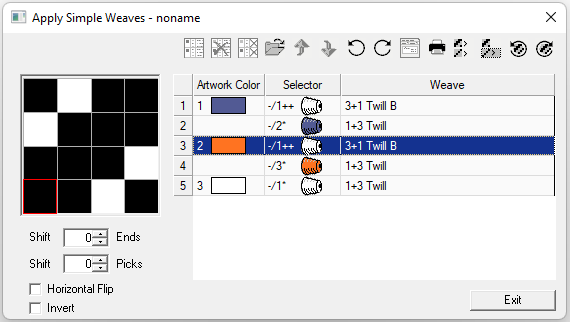 Apply Simple Weaves - noname
Artwork Color Selector Weave
1 1 -/1++ 3+1 Twill B
2 -/2* 1+3 Twill
3 2 -/1++ 3+1 Twill B
4 -/3* 1+3 Twill
5 3 -/1* 1+3 Twill
Shift 0 Ends
Shift 0 Picks
Horizontal Flip
Invert
Exit